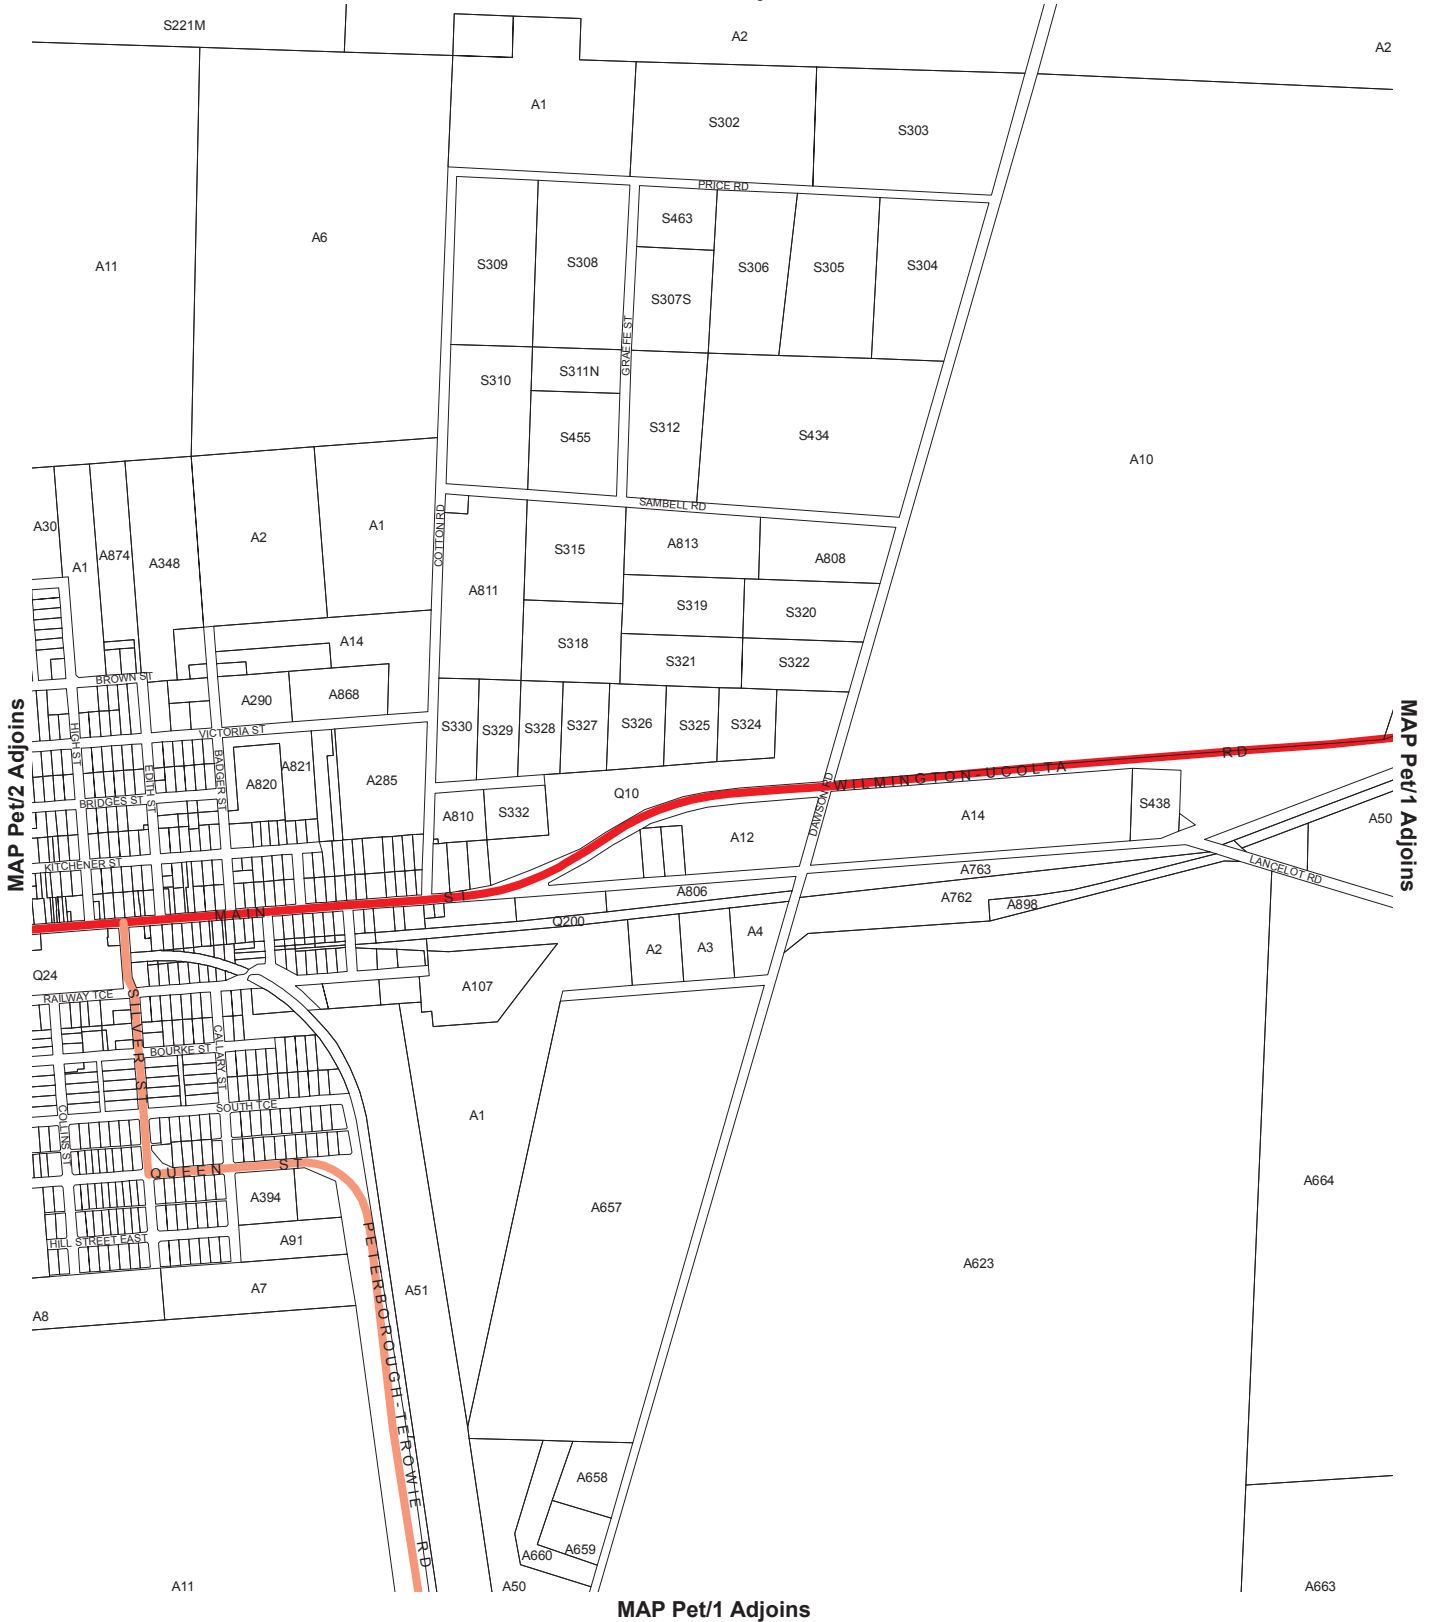 S221M
A2
A2
A1
S302
S303
PRICE RD
A11
A6
S309
S308
S463
S307S
S306
S305
S304
GRAEFE ST
S310
S311N
S455
S312
S434
A10
SAMBELL RD
COTTON RD
A30
A1
A874
A348
A2
A1
A811
S315
A813
A808
S319
S320
S318
S321
S322
A14
BROWN ST
A290
A868
VICTORIA ST
HIGH ST
EDITH ST
BADGER ST
S330
S329
S328
S327
S326
S325
S324
MAP Pet/2 Adjoins
MAP Pet/1 Adjoins
A820
A821
A285
BRIDGES ST
KITCHENER ST
A810
S332
Q10
DAWSON RD
WILMINGTON-UCOLTA RD
A12
A14
S438
A50
LANCELOT RD
A763
A762
A898
A806
MAIN ST
Q200
A2
A3
A4
Q24
RAILWAY TCE
A107
SILVER ST
CALLARY ST
BOURKE ST
SOUTH TCE
COLLINS ST
QUEEN ST
A1
A394
A91
HILL STREET EAST
A7
A8
A51
PETERBOROUGH-TEROWIE RD
A657
A664
A623
A658
A659
A660
A11
A50
A663
MAP Pet/1 Adjoins